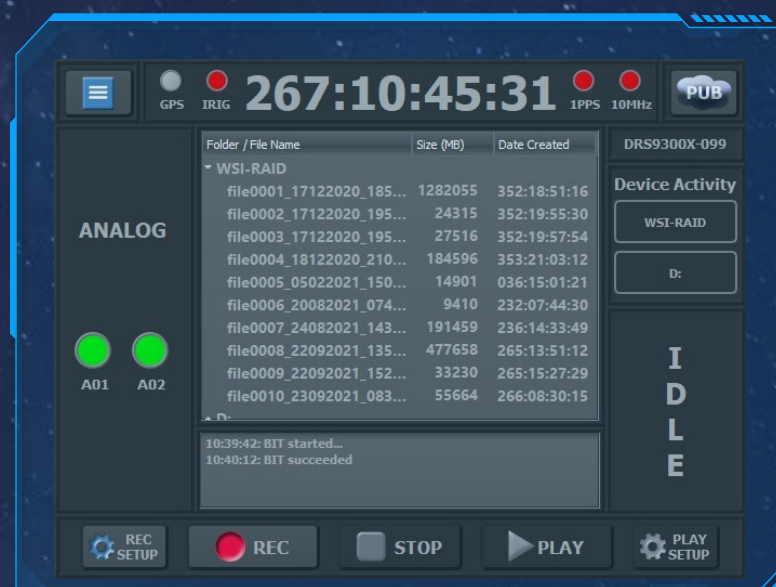 GPS
IRIG
267:10:45:31
1PPS
10MHz
PUB
ANALOG
A01 A02
Folder / File Name Size (MB) Date Created
WSI-RAID
file0001_17122020_185... 1282055 352:18:51:16
file0002_17122020_195... 24315 352:19:55:30
file0003_17122020_195... 27516 352:19:57:54
file0004_18122020_210... 184596 353:21:03:12
file0005_05022021_150... 14901 036:15:01:21
file0006_20082021_074... 9410 232:07:44:30
file0007_24082021_143... 191459 236:14:33:49
file0008_22092021_135... 477658 265:13:51:12
file0009_22092021_152... 33230 265:15:27:29
file0010_23092021_083... 55664 266:08:30:15
D:
10:39:42: BIT started...
10:40:12: BIT succeeded
DRS9300X-099
Device Activity
WSI-RAID
D:
I
D
L
E
REC
SETUP
REC
STOP
PLAY
PLAY
SETUP